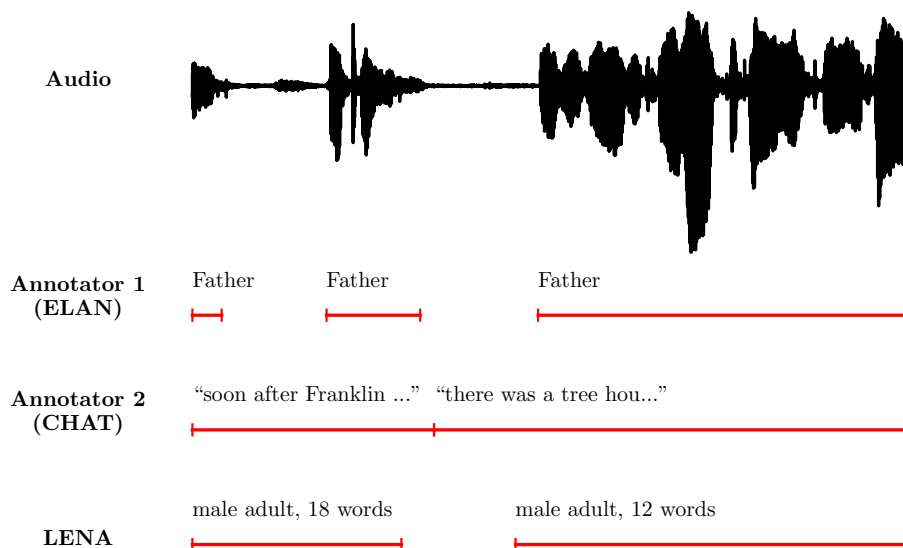 Audio
Annotator 1
(ELAN)
Father Father Father
Annotator 2
(CHAT)
“soon after Franklin ...” “there was a tree hou...”
LENA
male adult, 18 words male adult, 12 words